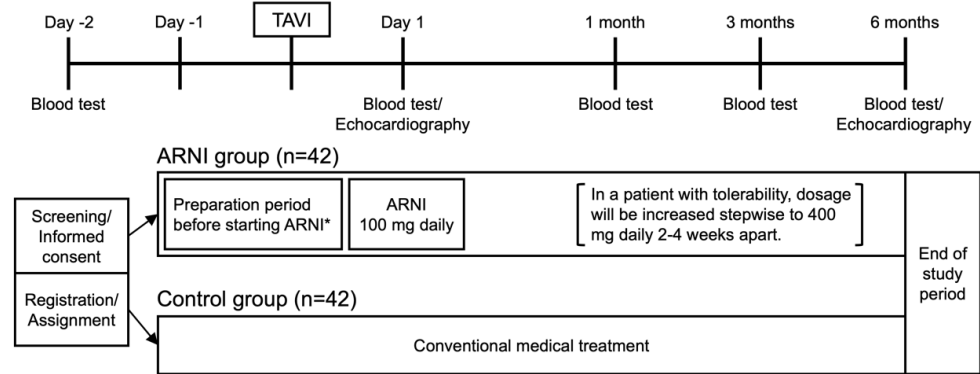 Day -2
Day -1
TAVI
Day 1
1 month
3 months
6 months
Blood test
Blood test/
Echocardiography
Blood test
Blood test
Blood test/
Echocardiography
ARNI group (n=42)
Screening/
Informed
consent
Registration/
Assignment
Preparation period
before starting ARNI*
ARNI
100 mg daily
In a patient with tolerability, dosage
will be increased stepwise to 400
mg daily 2-4 weeks apart.
End of
study
period
Control group (n=42)
Conventional medical treatment